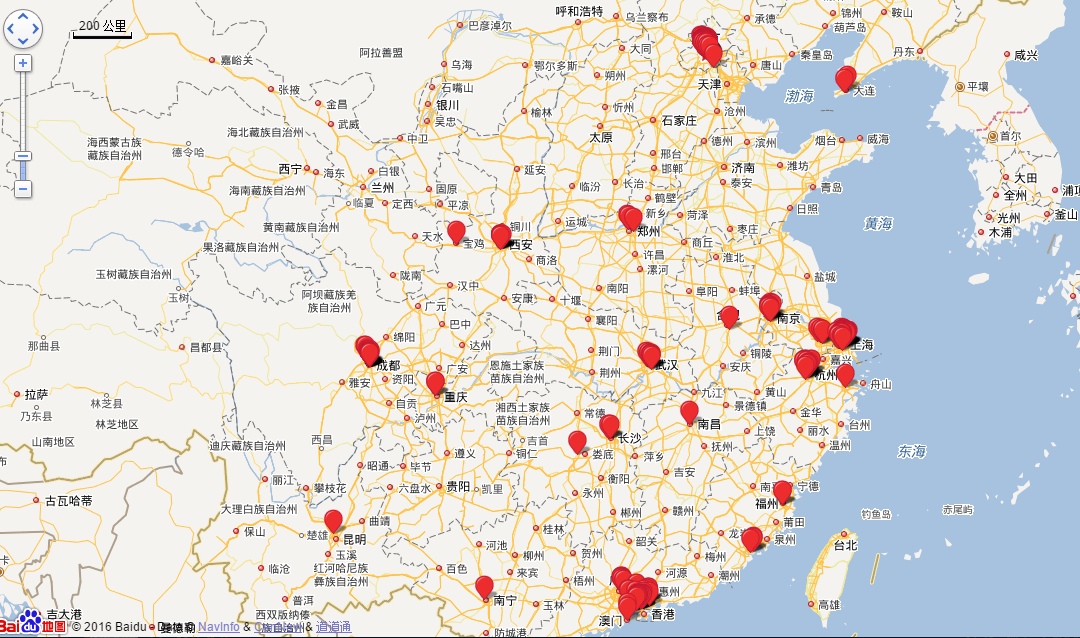 呼和浩特
乌兰察布
承德
锦州
鞍山
200 公里
巴彦淖尔
葫芦岛
大同
阿拉善盟
秦皇岛
丹东
咸兴
嘉峪关
乌海
鄂尔多斯
朔州
唐山
张掖
石嘴山
天津
大连
平壤
渤海
金昌
银川
榆林
忻州
沧州
武威
吴忠
石家庄
海北藏族自治州
太原
首尔
海西蒙古族
藏族自治州
中卫
德州
滨州
烟台
威海
德令哈
邢台
西宁
海东
白银
延安
邯郸
济南
潍坊
大田
兰州
固原
临汾
长治
泰安
青岛
海南藏族自治州
全州
浦项
临夏
定西
平凉
鹤壁
日照
光州
釜山
黄南藏族自治州
天水
宝鸡
铜川
运城
新乡
菏泽
枣庄
黄海
木浦
果洛藏族自治州
西安
郑州
商丘
商洛
许昌
淮北
玉树藏族自治州
陇南
漯河
盐城
玉树
阿坝藏族羌
族自治州
汉中
安康
十堰
南阳
阜阳
蚌埠
广元
襄阳
南京
那曲县
昌都县
绵阳
巴中
达州
荆门
铜陵
上海
嘉兴
成都
广安
恩施土家族
苗族自治州
荆州
武汉
安庆
杭州
雅安
资阳
舟山
拉萨
林芝县
重庆
九江
黄山
乃东县
自贡
湘西土家族
苗族自治州
常德
景德镇
金华
林芝地区
泸州
南昌
台州
山南地区
迪庆藏族自治州
西昌
吉首
长沙
上饶
丽水
温州
遵义
铜仁
娄底
萍乡
抚州
东海
昭通
毕节
丽江
攀枝花
六盘水
贵阳
凯里
衡阳
吉安
宁德
古瓦哈蒂
永州
福州
大理白族自治州
曲靖
郴州
赣州
钓鱼岛
赤尾屿
保山
楚雄
昆明
桂林
莆田
泉州
台北
玉溪
河池
柳州
贺州
韶关
梅州
临沧
红河哈尼族
彝族自治州
百色
来宾
梧州
河源
潮州
普洱
南宁
玉林
惠州
高雄
吉大港
西双版纳傣
族自治州
澳门
香港
防城港
曼德勒
Bai 地图
© 2016 Baidu - Data © NavInfo & CenNavi & 道道通